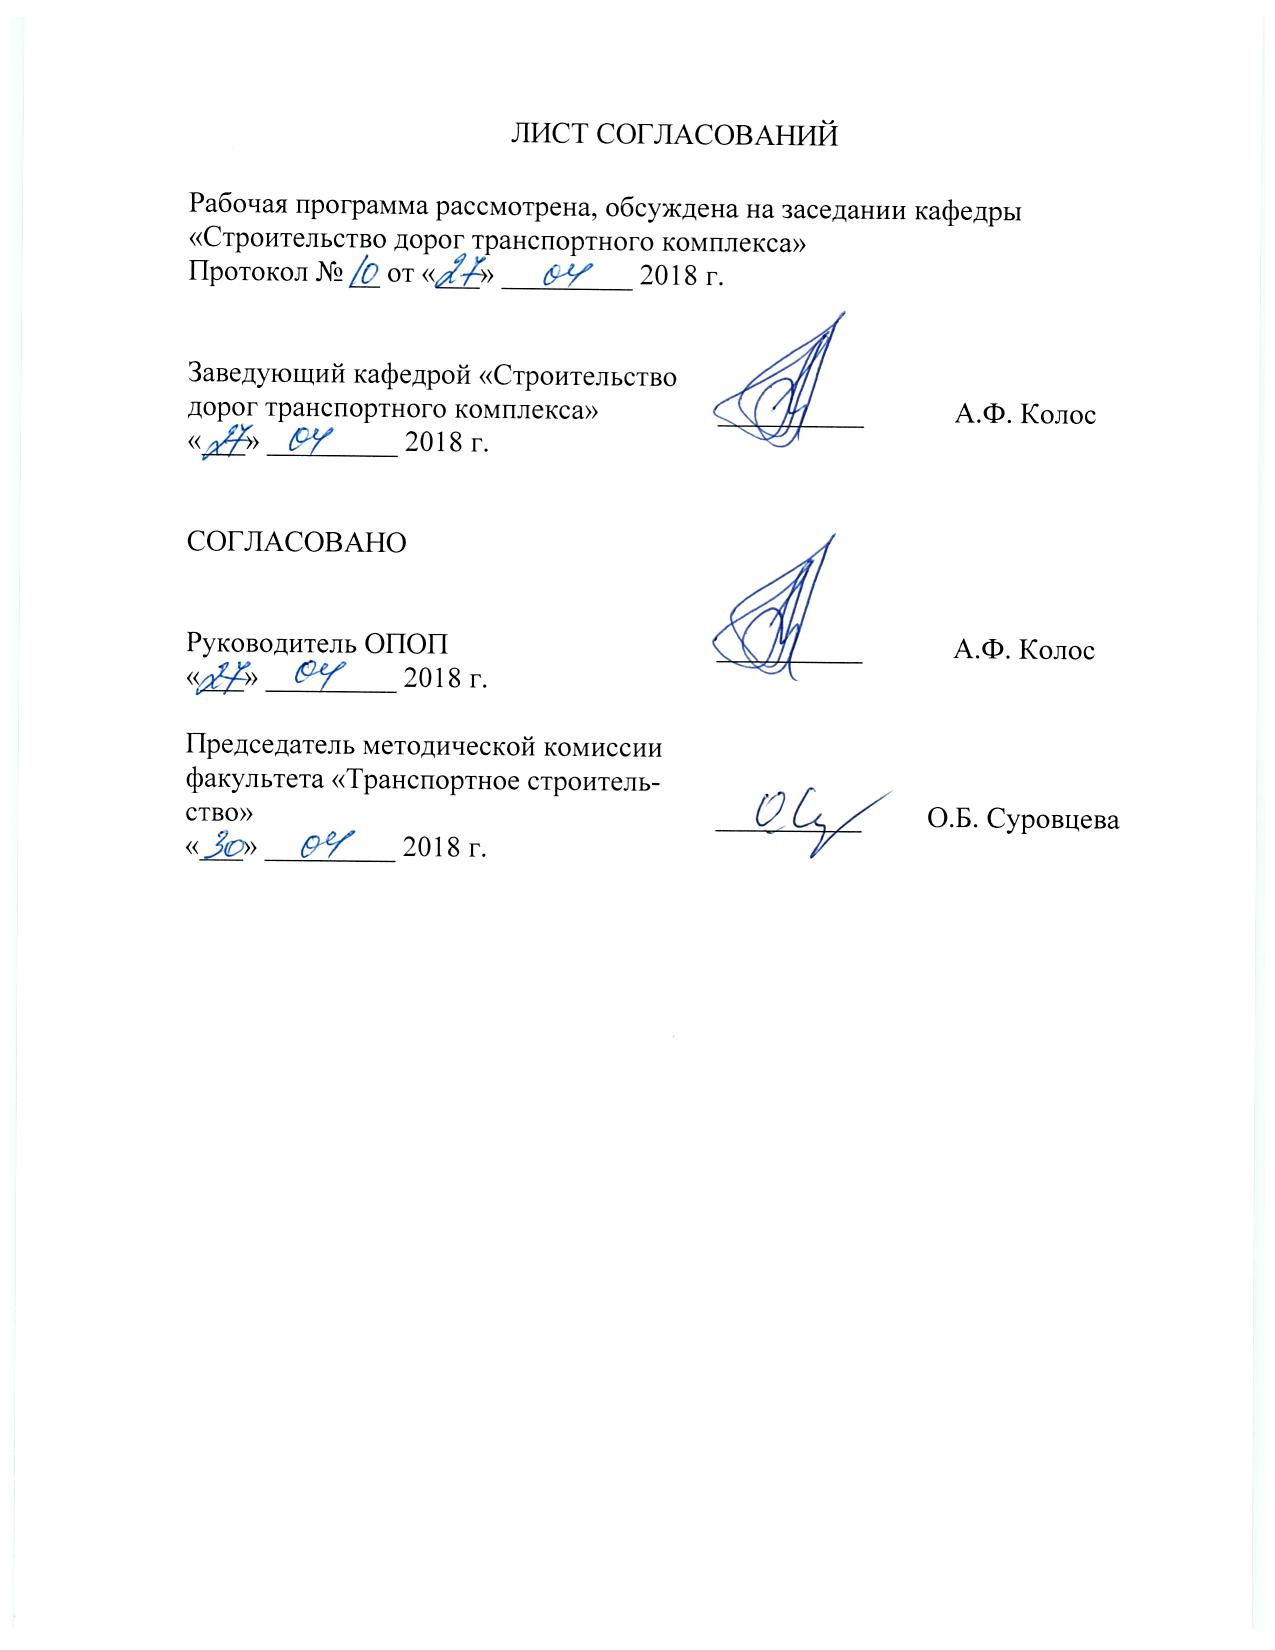 ЛИСТ СОГЛАСОВАНИЙ
Рабочая программа рассмотрена, обсуждена на заседании кафедры
«Строительство дорог транспортного комплекса»
Протокол № 10 от «27» 04 2018 г.
Заведующий кафедрой «Строительство
дорог транспортного комплекса» А.Ф. Колос
«27» 04 2018 г.
СОГЛАСОВАНО
Руководитель ОПОП А.Ф. Колос
«27» 04 2018 г.
Председатель методической комиссии
факультета «Транспортное строитель-
ство» О.Б. Суровцева
«30» 04 2018 г.